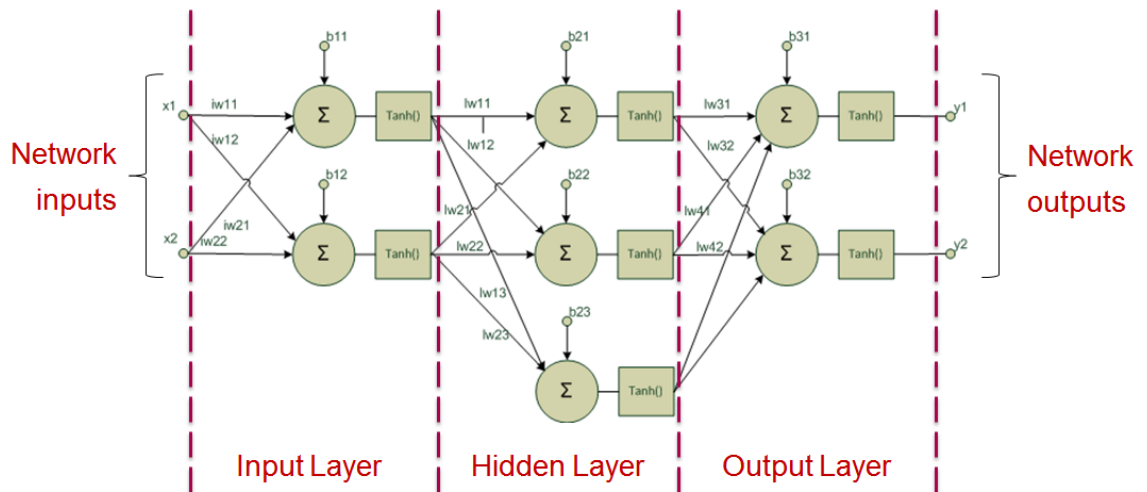 b11
b21
b31
x1
iw11
Σ
Tanh()
lw11
Σ
Tanh()
lw31
Σ
Tanh()
y1
iw12
lw12
lw32
Network
inputs
Network
outputs
b12
b22
b32
iw21
lw21
lw41
x2
iw22
Σ
Tanh()
lw22
Σ
Tanh()
lw42
Σ
Tanh()
y2
lw13
lw23
b23
Σ
Tanh()
Input Layer
Hidden Layer
Output Layer